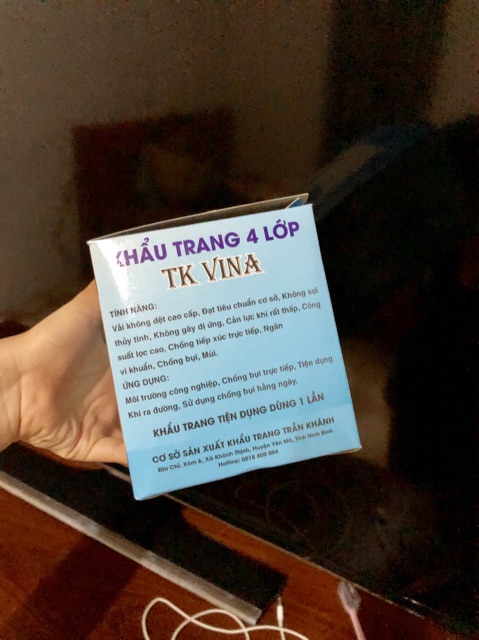 KHẨU TRANG 4 LỚP
TK VINA
TÍNH NĂNG:
Vải không dệt cao cấp, Đạt tiêu chuẩn cơ sở, Không sợi
thủy tinh, Không gây dị ứng, Cản lực khí rất thấp, Công
suất lọc cao, Chống tiếp xúc trực tiếp, Ngăn
vi khuẩn, Chống bụi, Mùi.
ỨNG DỤNG:
Môi trường công nghiệp, Chống bụi trực tiếp, Tiện dụng
Khi ra đường, Sử dụng chống bụi hằng ngày.
KHẨU TRANG TIỆN DỤNG DÙNG 1 LẦN
CƠ SỞ SẢN XUẤT KHẨU TRANG TRẦN KHÁNH
Địa Chỉ: Xóm 6, Xã Khánh Thịnh, Huyện Yên Mô, Tỉnh Ninh Bình
Hotline: 0816 600 004